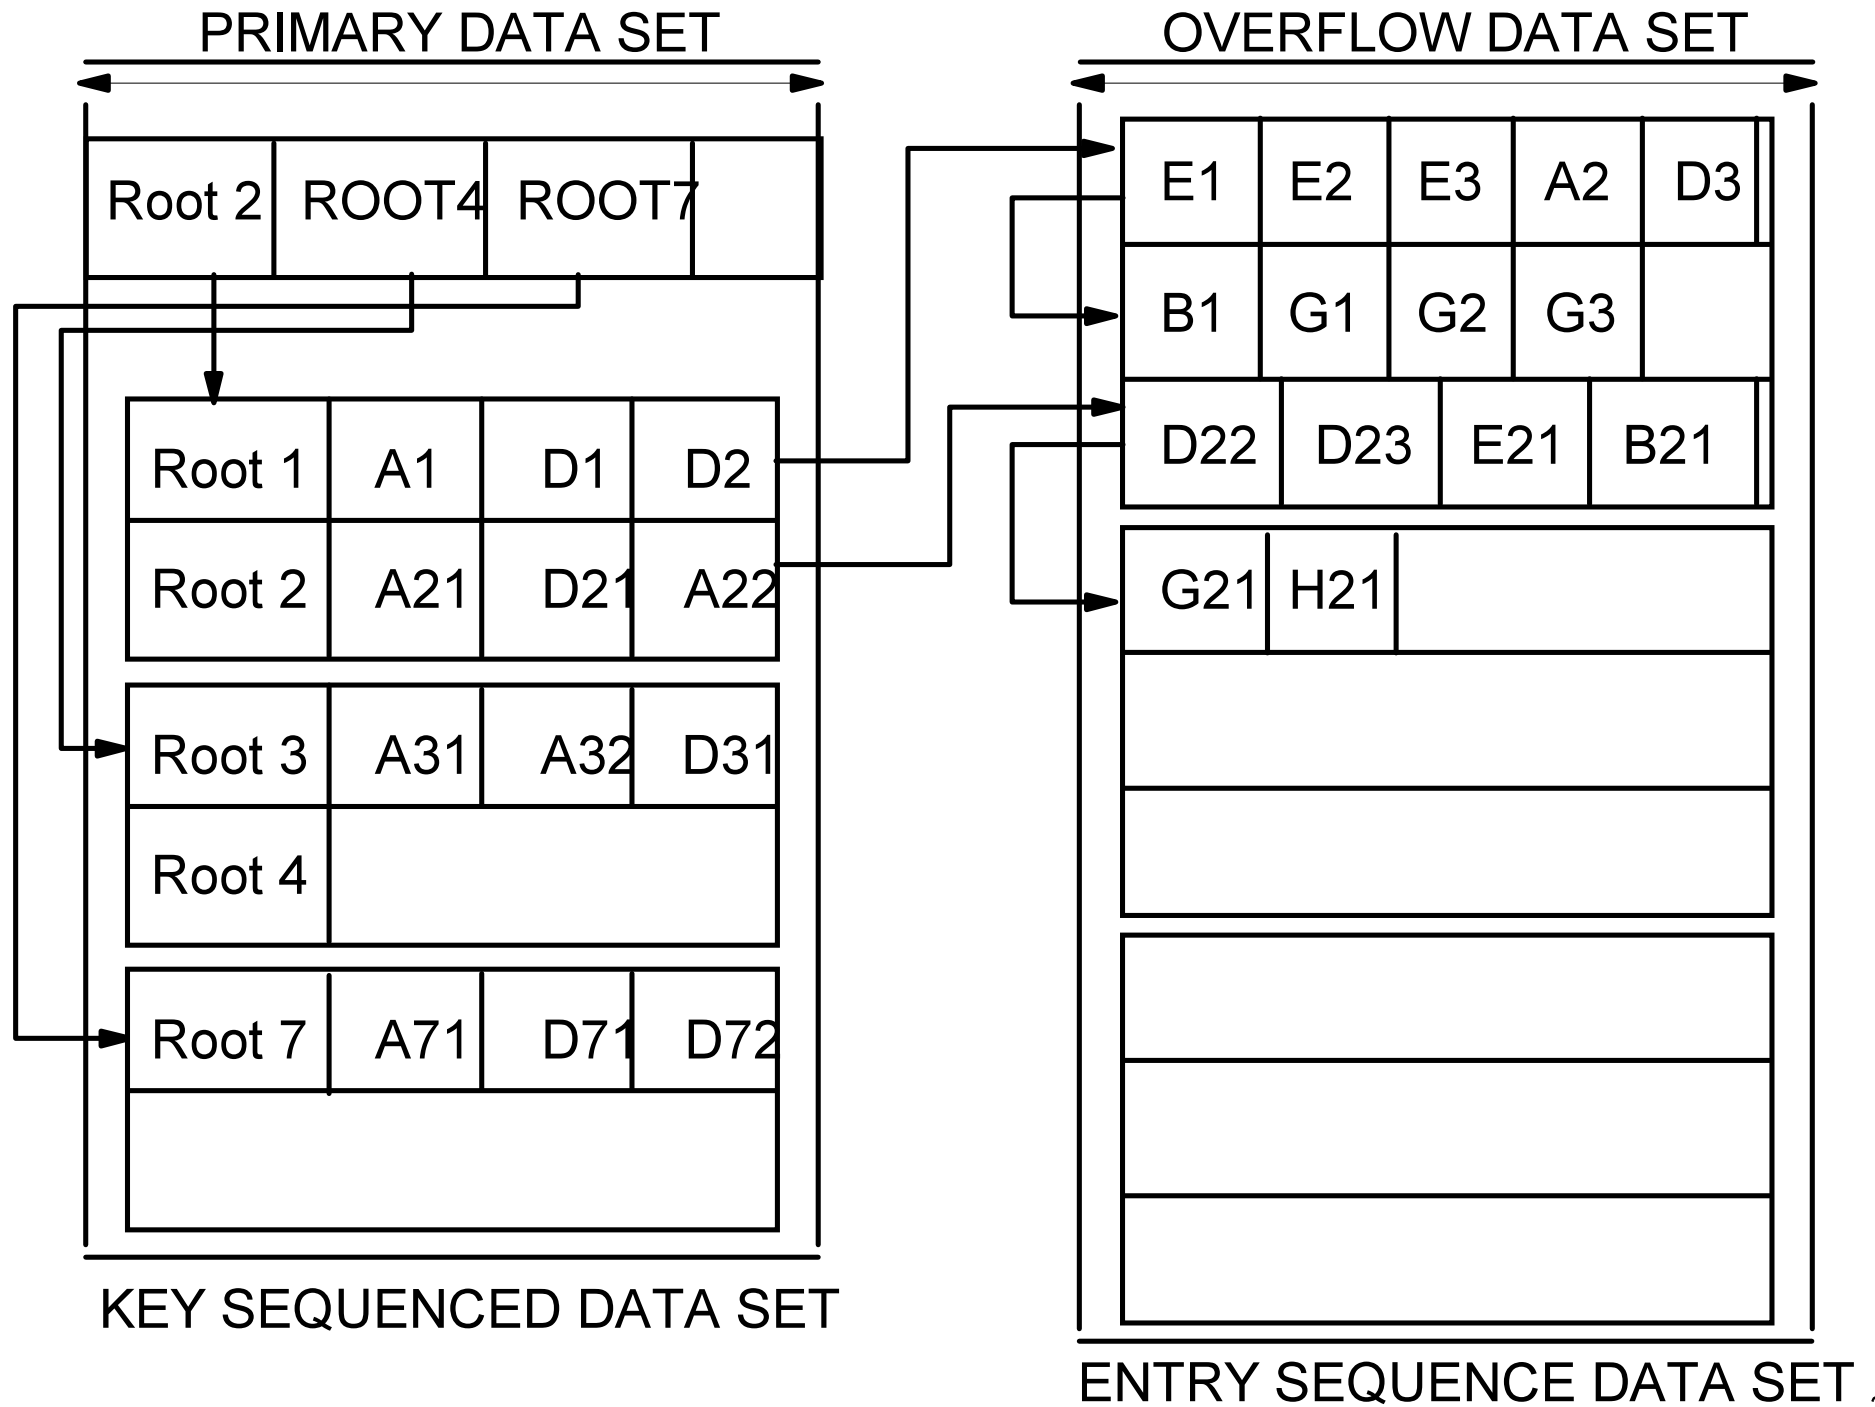 PRIMARY DATA SET
Root 2 ROOT4 ROOT7
Root 1 A1 D1 D2
Root 2 A21 D21 A22
Root 3 A31 A32 D31
Root 4
Root 7 A71 D71 D72
KEY SEQUENCED DATA SET
OVERFLOW DATA SET
E1 E2 E3 A2 D3
B1 G1 G2 G3
D22 D23 E21 B21
G21 H21
ENTRY SEQUENCE DATA SET